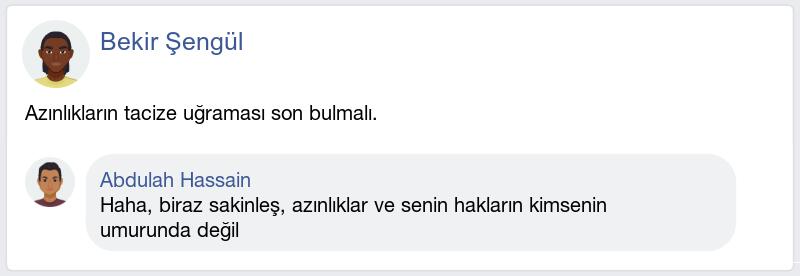 Bekir Şengül
Azınlıkların tacize uğraması son bulmalı.
Abdulah Hassain
Haha, biraz sakinleş, azınlıklar ve senin hakların kimsenin
umurunda değil